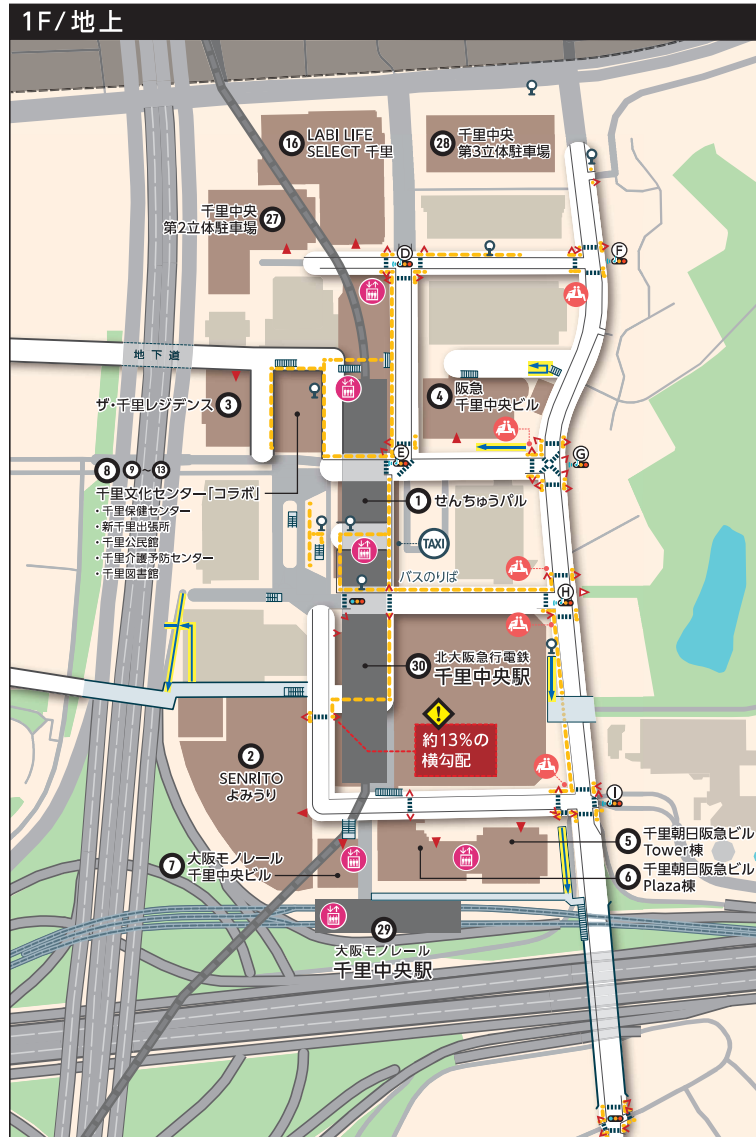 1F/地上
16 LABI LIFE
SELECT 千里
28 千里中央
第3立体駐車場
27 千里中央
第2立体駐車場
D
F
地下道
ザ・千里レジデンス 3
4 阪急
千里中央ビル
E
G
8 9～13
千里文化センター「コラボ」
・千里保健センター
・新千里出張所
・千里公民館
・千里介護予防センター
・千里図書館
1 せんちゅうパル
TAXI
バスのりば
H
30 北大阪急行電鉄
千里中央駅
!
約13%の
横勾配
2
SENRITO
よみうり
I
7 大阪モノレール
千里中央ビル
5 千里朝日阪急ビル
Tower棟
6 千里朝日阪急ビル
Plaza棟
29
大阪モノレール
千里中央駅